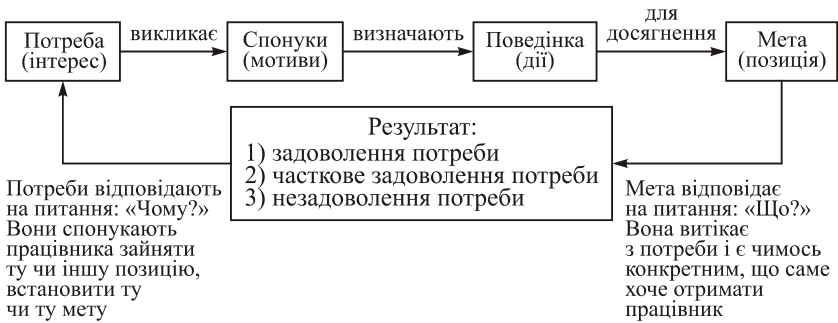 Потреба
(інтерес)
викликає
Спонуки
(мотиви)
визначають
Поведінка
(дії)
для
досягнення
Мета
(позиція)
Результат:
1) задоволення потреби
2) часткове задоволення потреби
3) незадоволення потреби
Потреби відповідають
на питання: «Чому?»
Вони спонукають
працівника зайняти
ту чи іншу позицію,
встановити ту
чи ту мету
Мета відповідає
на питання: «Що?»
Вона витікає
з потреби і є чимось
конкретним, що саме
хоче отримати
працівник